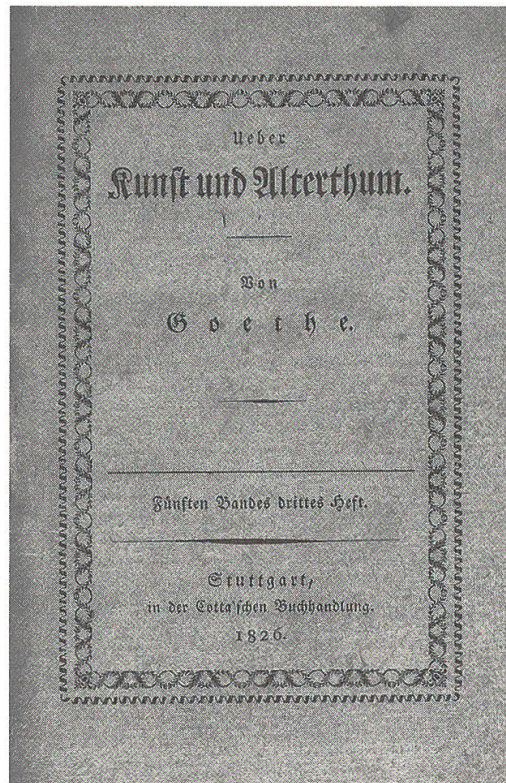 Ueber
Kunst und Alterthum.
Von
Goethe.
Fünften Bandes drittes Heft.
Stuttgart,
in der Cotta'schen Buchhandlung.
1826.